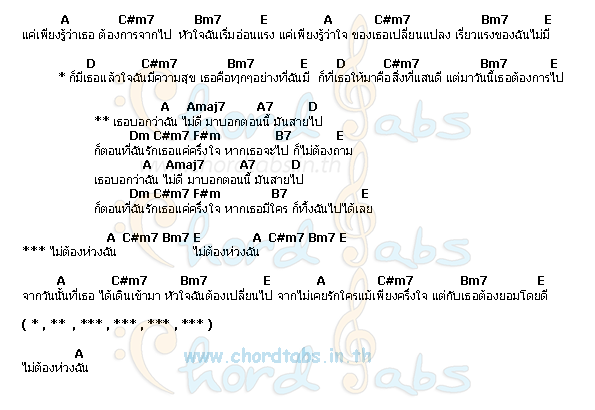 A C#m7 Bm7 E A C#m7 Bm7 E
แค่เพียงรู้ว่าเธอ ต้องการจากไป หัวใจฉันเริ่มอ่อนแรง แค่เพียงรู้ว่าใจ ของเธอเปลี่ยนแปลง เรี่ยวแรงของฉันไม่มี
D C#m7 Bm7 E D C#m7 Bm7 E
* ก็มีเธอแล้วใจฉันมีความสุข เธอคือทุกๆอย่างที่ฉันมี ก็ที่เธอให้มาคือสิ่งที่แสนดี แต่มาวันนี้เธอต้องการไป
A Amaj7 A7 D
** เธอบอกว่าฉัน ไม่ดี มาบอกตอนนี้ มันสายไป
Dm C#m7 F#m B7 E
ก็ตอนที่ฉันรักเธอแค่ครึ่งใจ หากเธอจะไป ก็ไม่ต้องถาม
A Amaj7 A7 D
เธอบอกว่าฉัน ไม่ดี มาบอกตอนนี้ มันสายไป
Dm C#m7 F#m B7 E
ก็ตอนที่ฉันรักเธอแค่ครึ่งใจ หากเธอมีใคร ก็ทิ้งฉันไปได้เลย
A C#m7 Bm7 E A C#m7 Bm7 E
*** ไม่ต้องห่วงฉัน ไม่ต้องห่วงฉัน
A C#m7 Bm7 E A C#m7 Bm7 E
จากวันนั้นที่เธอ ได้เดินเข้ามา หัวใจฉันต้องเปลี่ยนไป จากไม่เคยรักใครแม้เพียงครึ่งใจ แต่กับเธอต้องยอมโดยดี
( * , ** , *** , *** , *** , *** )
www.chordtabs.in.th
A
ไม่ต้องห่วงฉัน